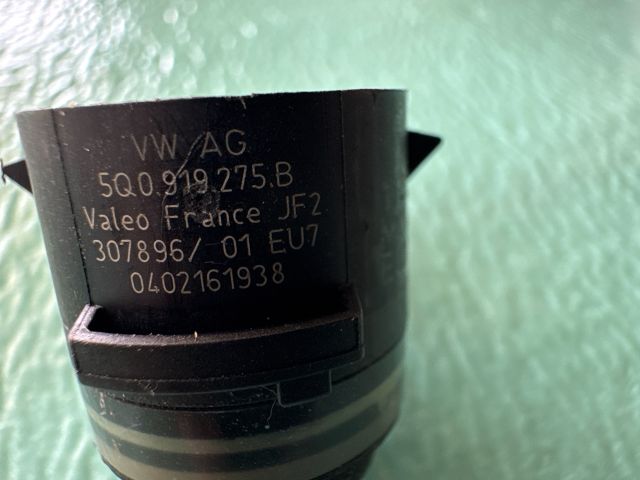 VW AG
5Q0.919.275.B
Valeo France JF2
307896/ 01 EU7
0402161938